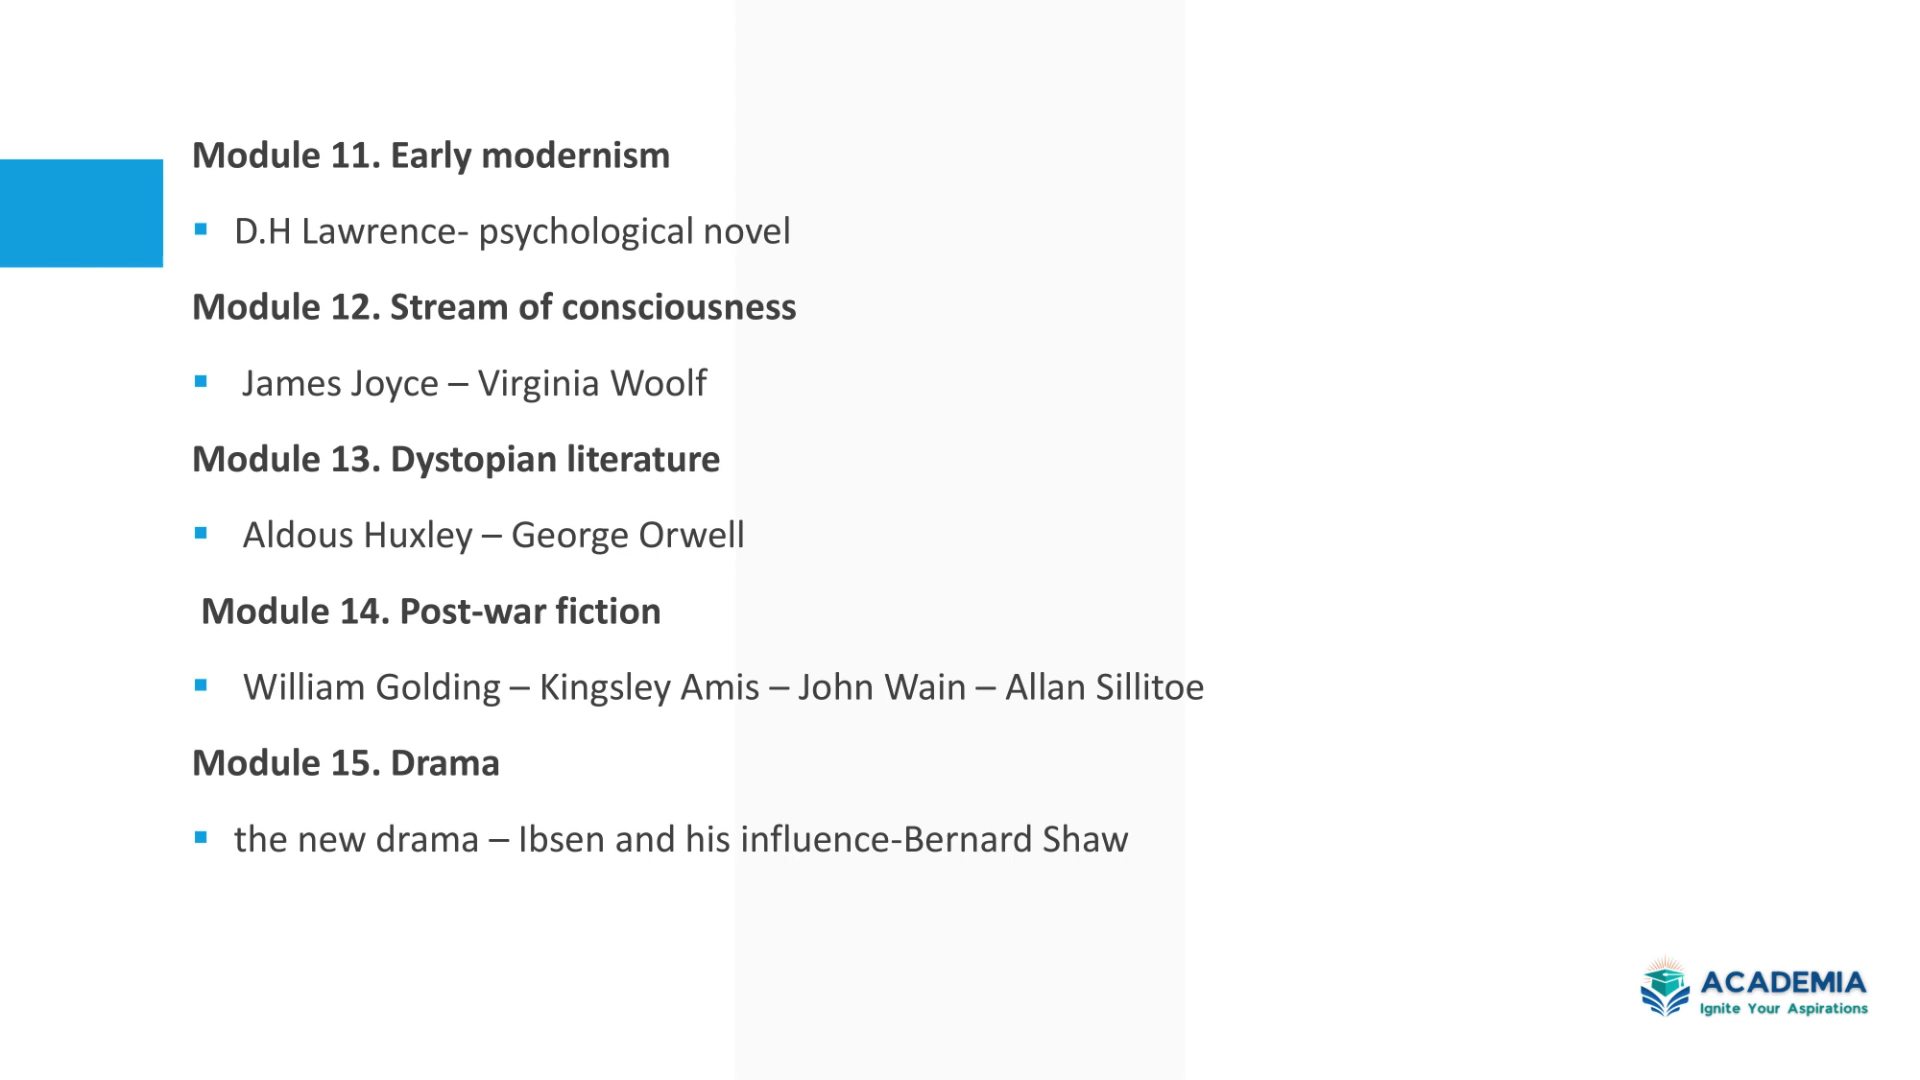 Module 11. Early modernism
D.H Lawrence- psychological novel
Module 12. Stream of consciousness
James Joyce – Virginia Woolf
Module 13. Dystopian literature
Aldous Huxley – George Orwell
Module 14. Post-war fiction
William Golding – Kingsley Amis – John Wain – Allan Sillitoe
Module 15. Drama
the new drama – Ibsen and his influence-Bernard Shaw
ACADEMIA
Ignite Your Aspirations